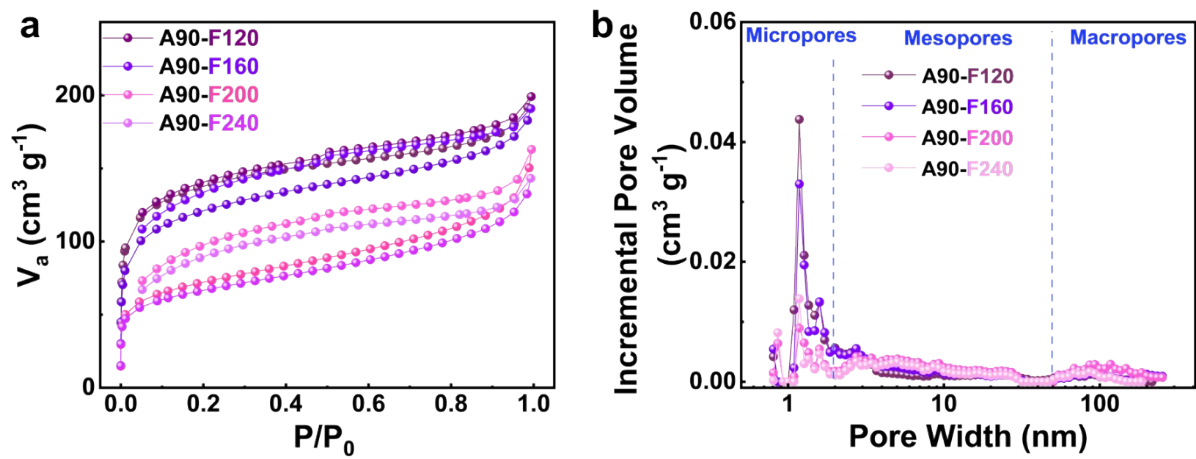 a
A90-F120
A90-F160
A90-F200
A90-F240
200
100
0
Vₐ (cm³ g⁻¹)
0.0 0.2 0.4 0.6 0.8 1.0
P/P₀
b
Micropores Mesopores Macropores
A90-F120
A90-F160
A90-F200
A90-F240
0.06
0.04
0.02
0.00
Incremental Pore Volume
(cm³ g⁻¹)
1 10 100
Pore Width (nm)